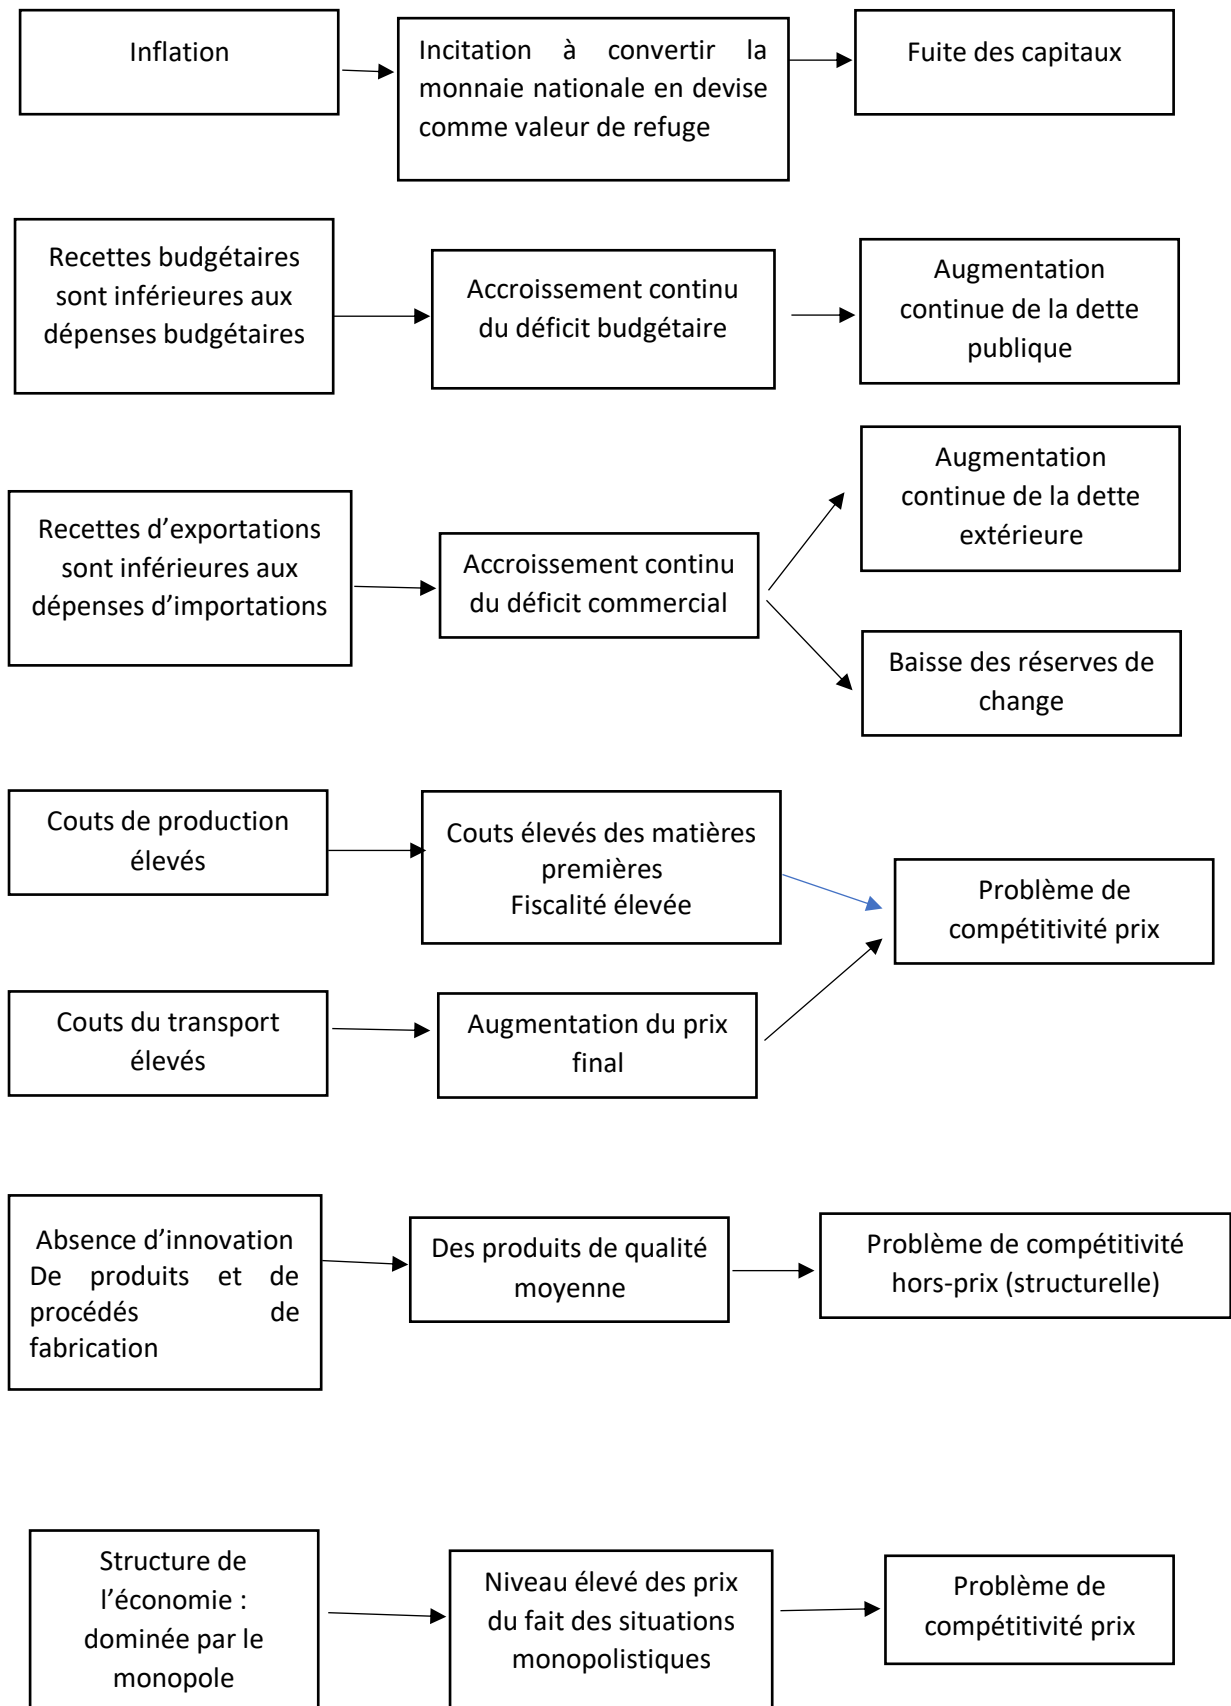 Inflation
Incitation à convertir la
monnaie nationale en devise
comme valeur de refuge
Fuite des capitaux
Recettes budgétaires
sont inférieures aux
dépenses budgétaires
Accroissement continu
du déficit budgétaire
Augmentation
continue de la dette
publique
Recettes d’exportations
sont inférieures aux
dépenses d’importations
Accroissement continu
du déficit commercial
Augmentation
continue de la dette
extérieure
Baisse des réserves de
change
Couts de production
élevés
Couts élevés des matières
premières
Fiscalité élevée
Problème de
compétitivité prix
Couts du transport
élevés
Augmentation du prix
final
Absence d’innovation
De produits et de
procédés de
fabrication
Des produits de qualité
moyenne
Problème de compétitivité
hors-prix (structurelle)
Structure de
l’économie :
dominée par le
monopole
Niveau élevé des prix
du fait des situations
monopolistiques
Problème de
compétitivité prix